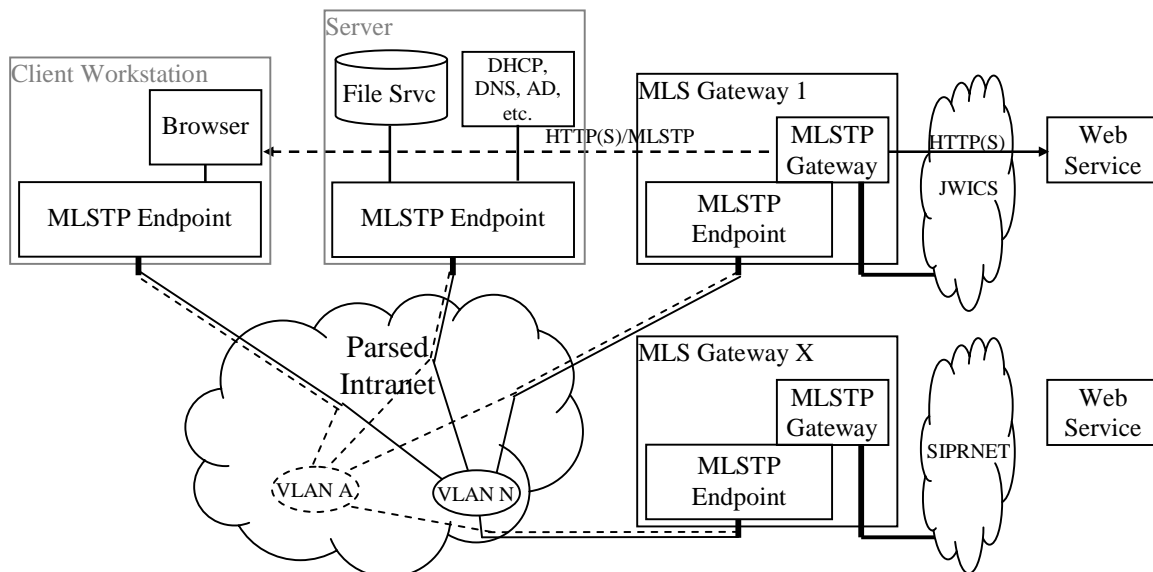 Server
Client Workstation
File Srvc
DHCP,
DNS, AD,
etc.
Browser
MLS Gateway 1
MLSTP
Gateway
HTTP(S)/MLSTP
HTTP(S)
JWICS
Web
Service
MLSTP Endpoint
MLSTP Endpoint
MLSTP
Endpoint
Parsed
Intranet
VLAN A
VLAN N
MLS Gateway X
MLSTP
Gateway
MLSTP
Endpoint
SIPRNET
Web
Service